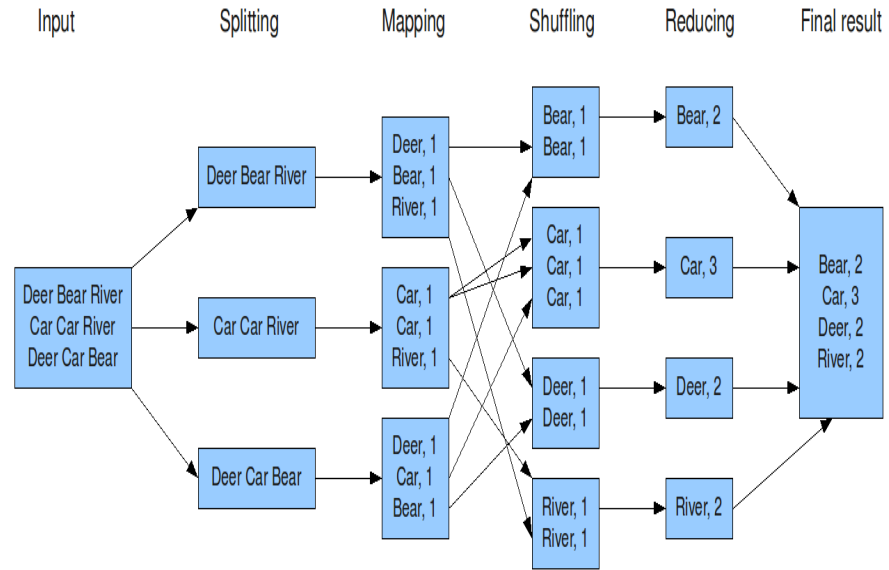 Input
Splitting
Mapping
Shuffling
Reducing
Final result
Deer Bear River
Car Car River
Deer Car Bear
Deer Bear River
Car Car River
Deer Car Bear
Deer, 1
Bear, 1
River, 1
Car, 1
Car, 1
River, 1
Deer, 1
Car, 1
Bear, 1
Bear, 1
Bear, 1
Car, 1
Car, 1
Car, 1
Deer, 1
Deer, 1
River, 1
River, 1
Bear, 2
Car, 3
Deer, 2
River, 2
Bear, 2
Car, 3
Deer, 2
River, 2